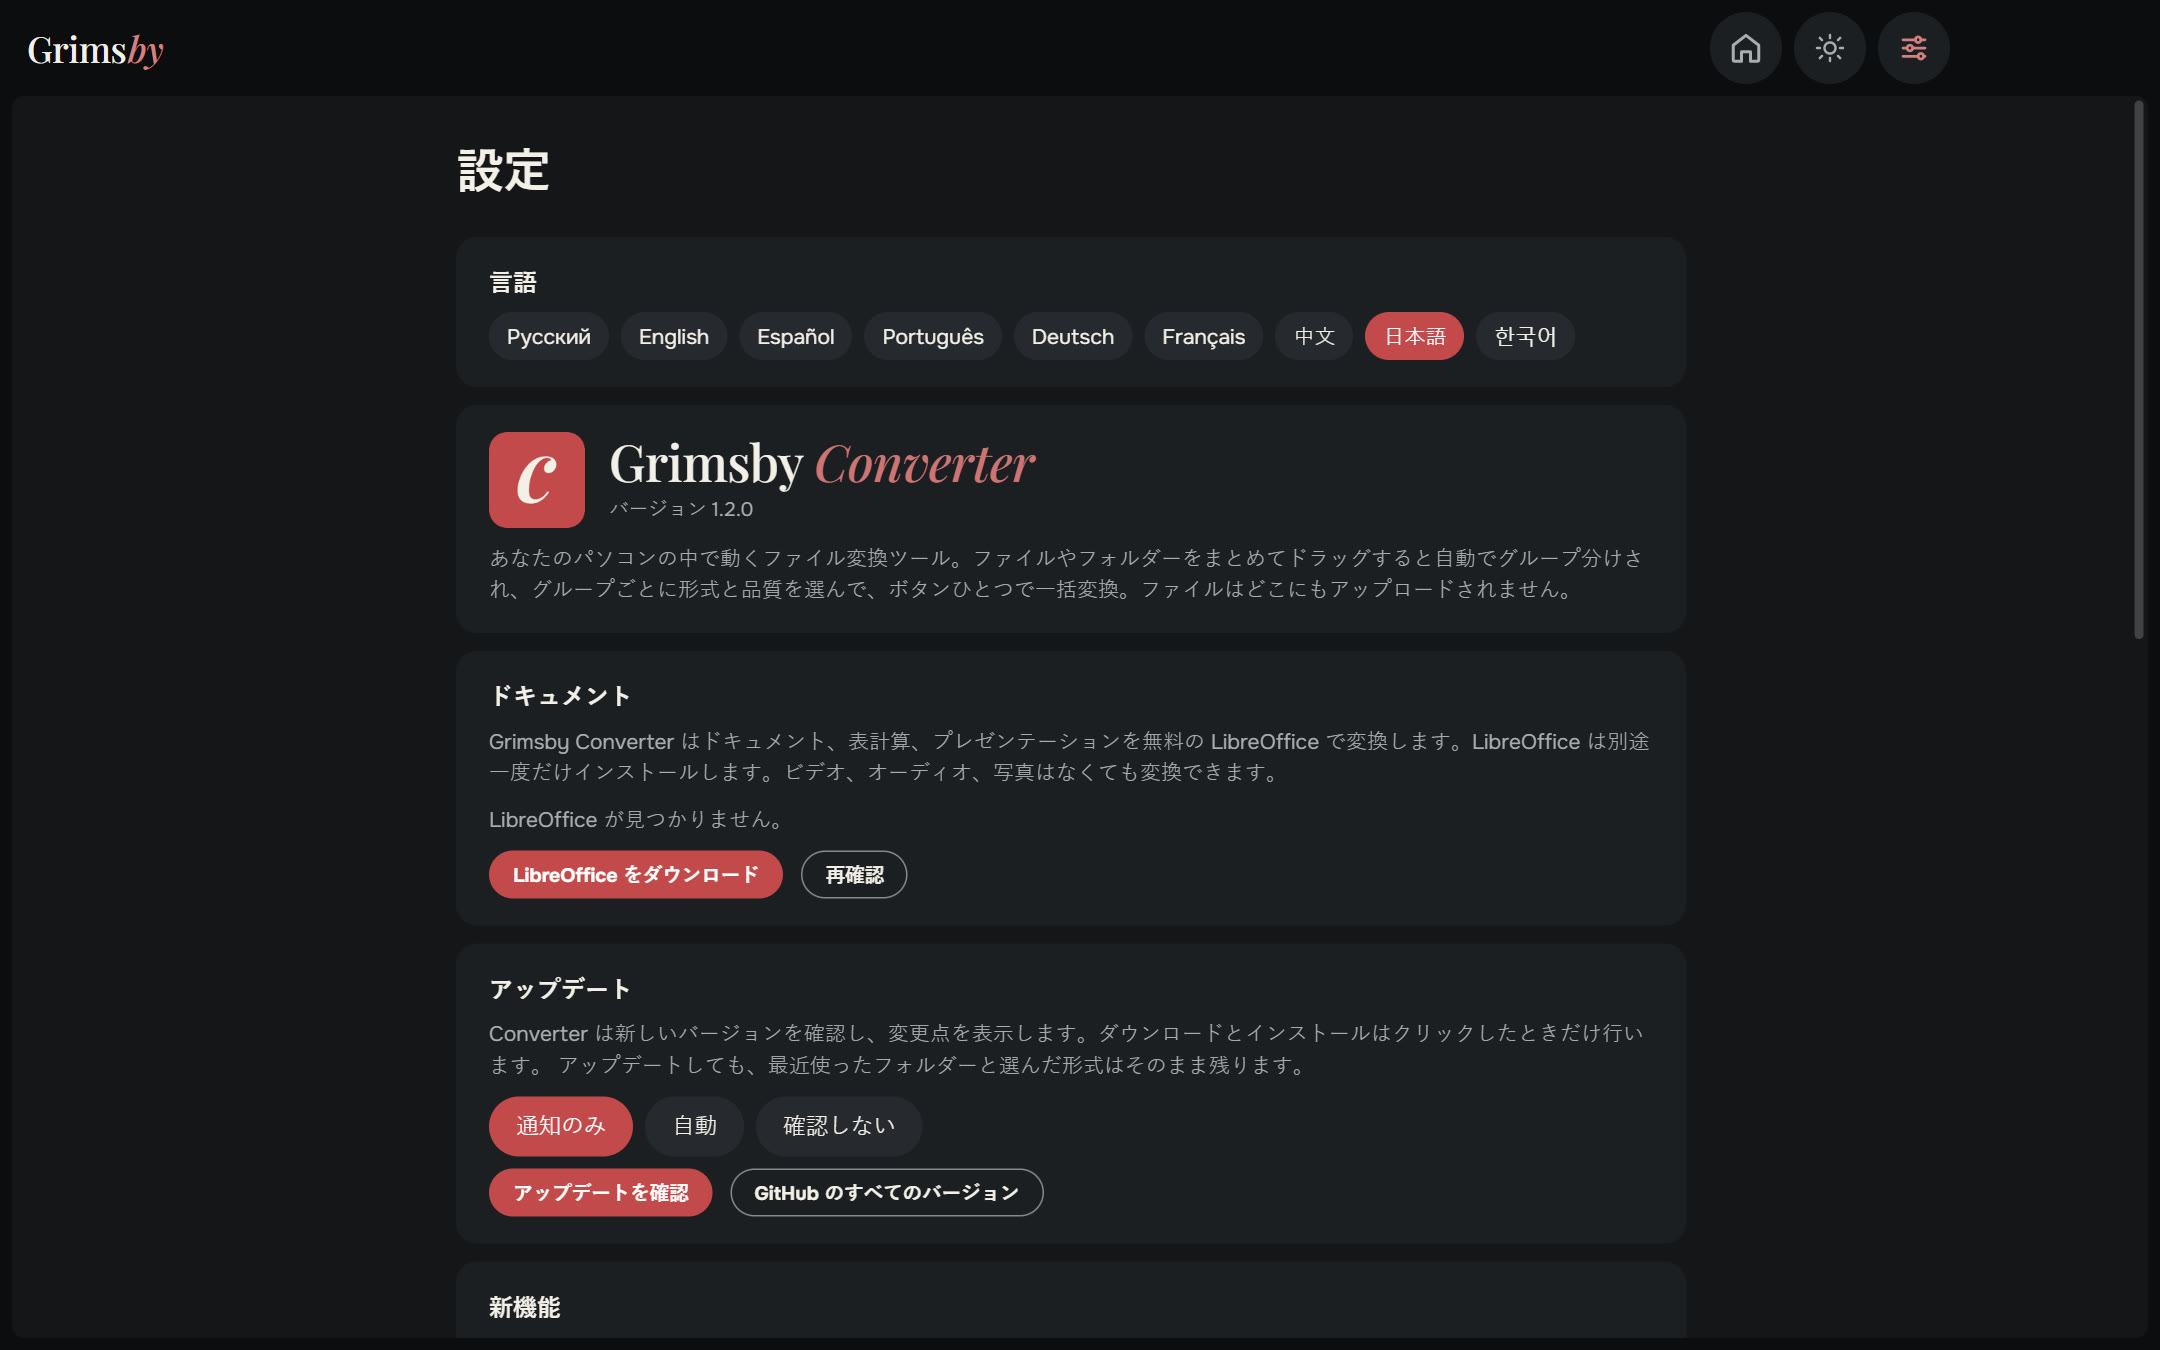 Grimsby
設定
言語
Русский English Español Português Deutsch Français 中文 日本語 한국어
C
Grimsby Converter
バージョン 1.2.0
あなたのパソコンの中で動くファイル変換ツール。ファイルやフォルダーをまとめてドラッグすると自動でグループ分けさ
れ、グループごとに形式と品質を選んで、ボタンひとつで一括変換。ファイルはどこにもアップロードされません。
ドキュメント
Grimsby Converter はドキュメント、表計算、プレゼンテーションを無料の LibreOffice で変換します。LibreOffice は別途
一度だけインストールします。ビデオ、オーディオ、写真はなくても変換できます。
LibreOffice が見つかりません。
LibreOffice をダウンロード 再確認
アップデート
Converter は新しいバージョンを確認し、変更点を表示します。ダウンロードとインストールはクリックしたときだけ行い
ます。 アップデートしても、最近使ったフォルダーと選んだ形式はそのまま残ります。
通知のみ 自動 確認しない
アップデートを確認 GitHub のすべてのバージョン
新機能